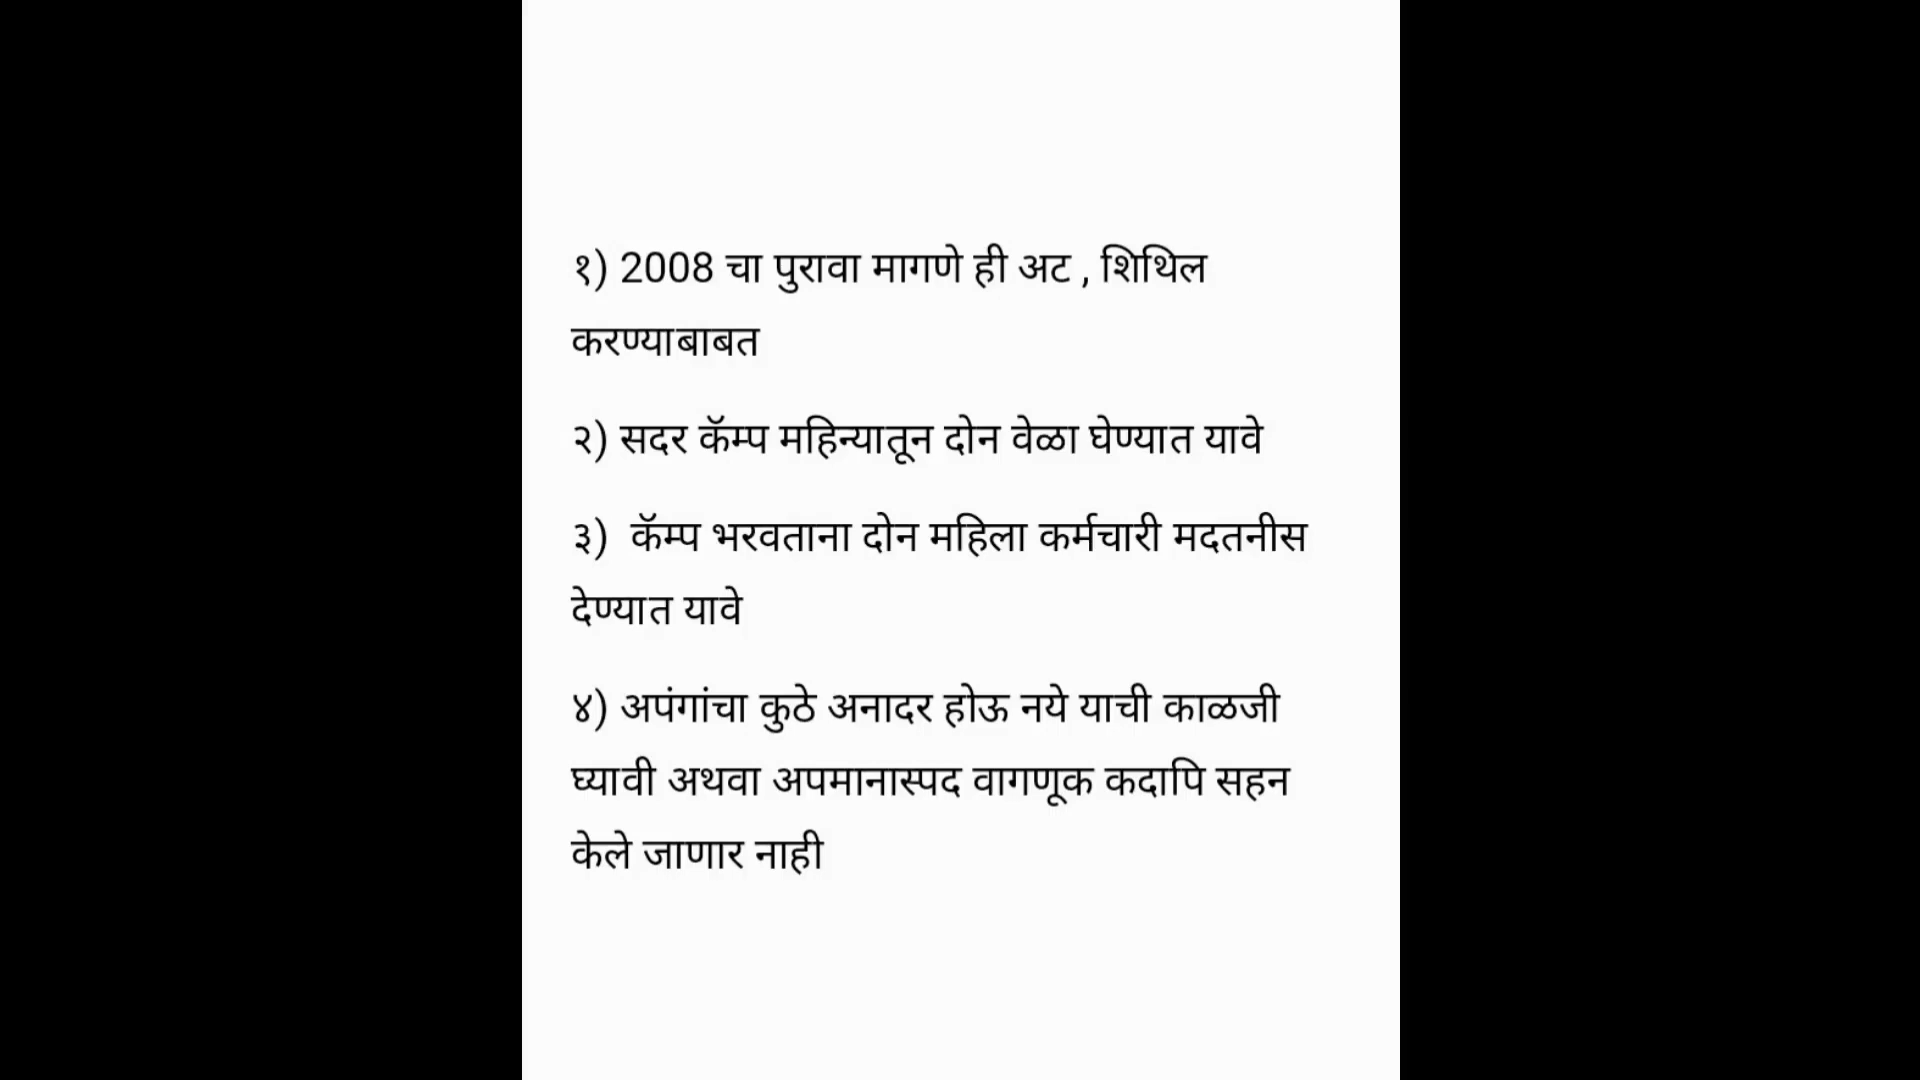 १) 2008 चा पुरावा मागणे ही अट , शिथिल
करण्याबाबत
२) सदर कॅम्प महिन्यातून दोन वेळा घेण्यात यावे
३)  कॅम्प भरवताना दोन महिला कर्मचारी मदतनीस
देण्यात यावे
४) अपंगांचा कुठे अनादर होऊ नये याची काळजी
घ्यावी अथवा अपमानास्पद वागणूक कदापि सहन
केले जाणार नाही